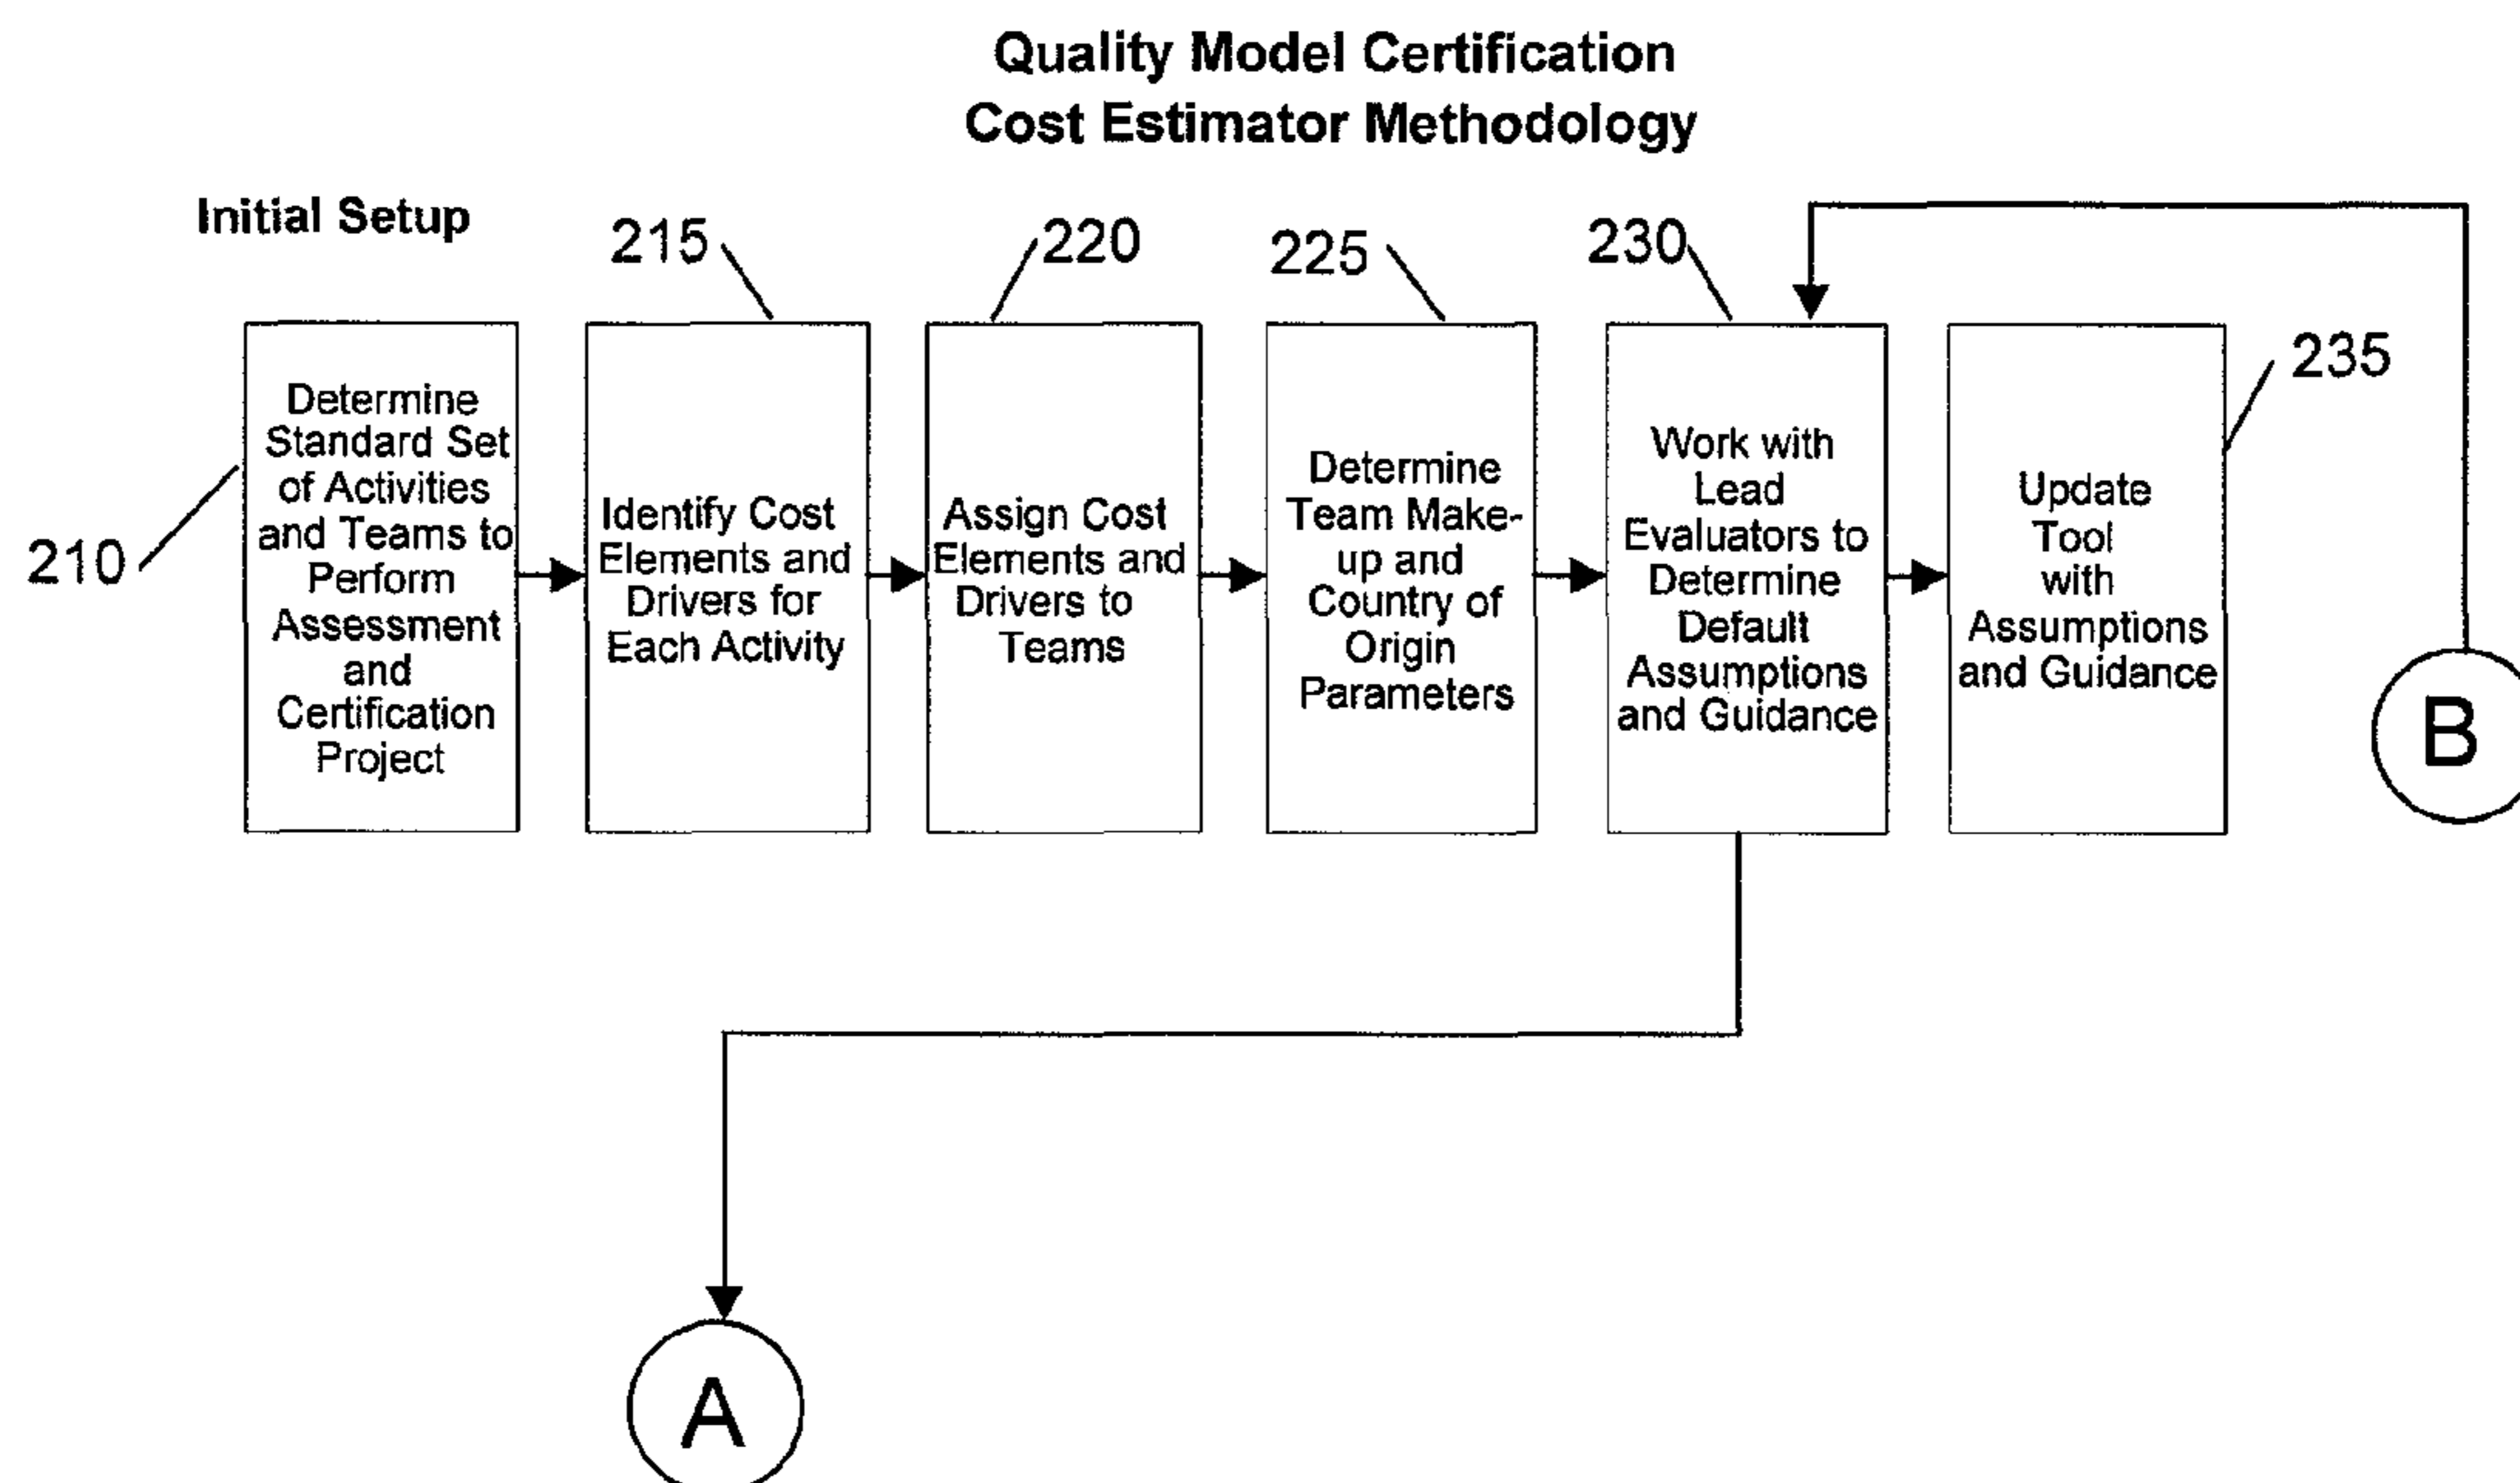 Quality Model Certification
Cost Estimator Methodology
Initial Setup
215
220
225
230
235
210
Determine
Standard Set
of Activities
and Teams to
Perform
Assessment
and
Certification
Project
Identify Cost
Elements and
Drivers for
Each Activity
Assign Cost
Elements and
Drivers to
Teams
Determine
Team Make-
up and
Country of
Origin
Parameters
Work with
Lead
Evaluators to
Determine
Default
Assumptions
and Guidance
Update
Tool
with
Assumptions
and Guidance
B
A